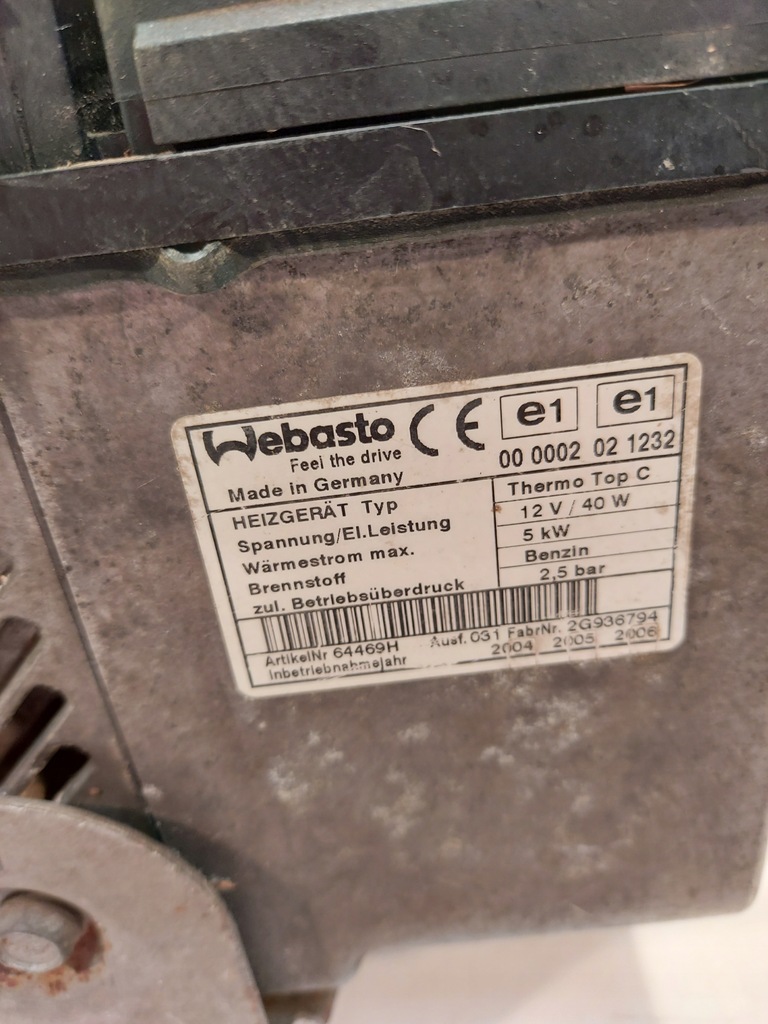 Webasto
Feel the drive
CE
e1 e1
00 0002 02 1232
Made in Germany
HEIZGERÄT Typ Thermo Top C
Spannung/El.Leistung 12 V / 40 W
Wärmestrom max. 5 kW
Brennstoff Benzin
zul. Betriebsüberdruck 2,5 bar
ArtikelNr 64469H Ausf. 031 FabrNr. 2G936794
Inbetriebnahmejahr 2004 2005 2006